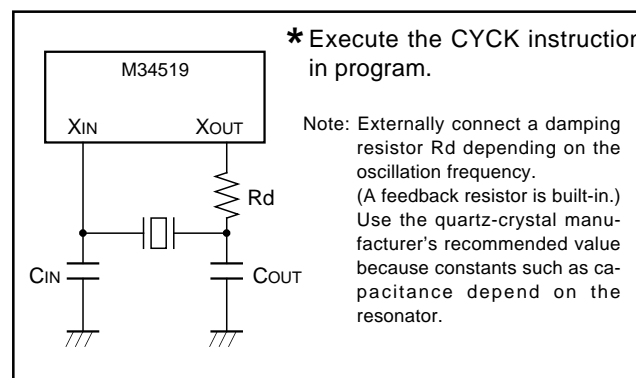 * Execute the CYCK instruction
in program.
M34519
XIN
XOUT
Note: Externally connect a damping
resistor Rd depending on the
oscillation frequency.
(A feedback resistor is built-in.)
Use the quartz-crystal manu-
facturer's recommended value
because constants such as ca-
pacitance depend on the
resonator.
Rd
CIN
COUT